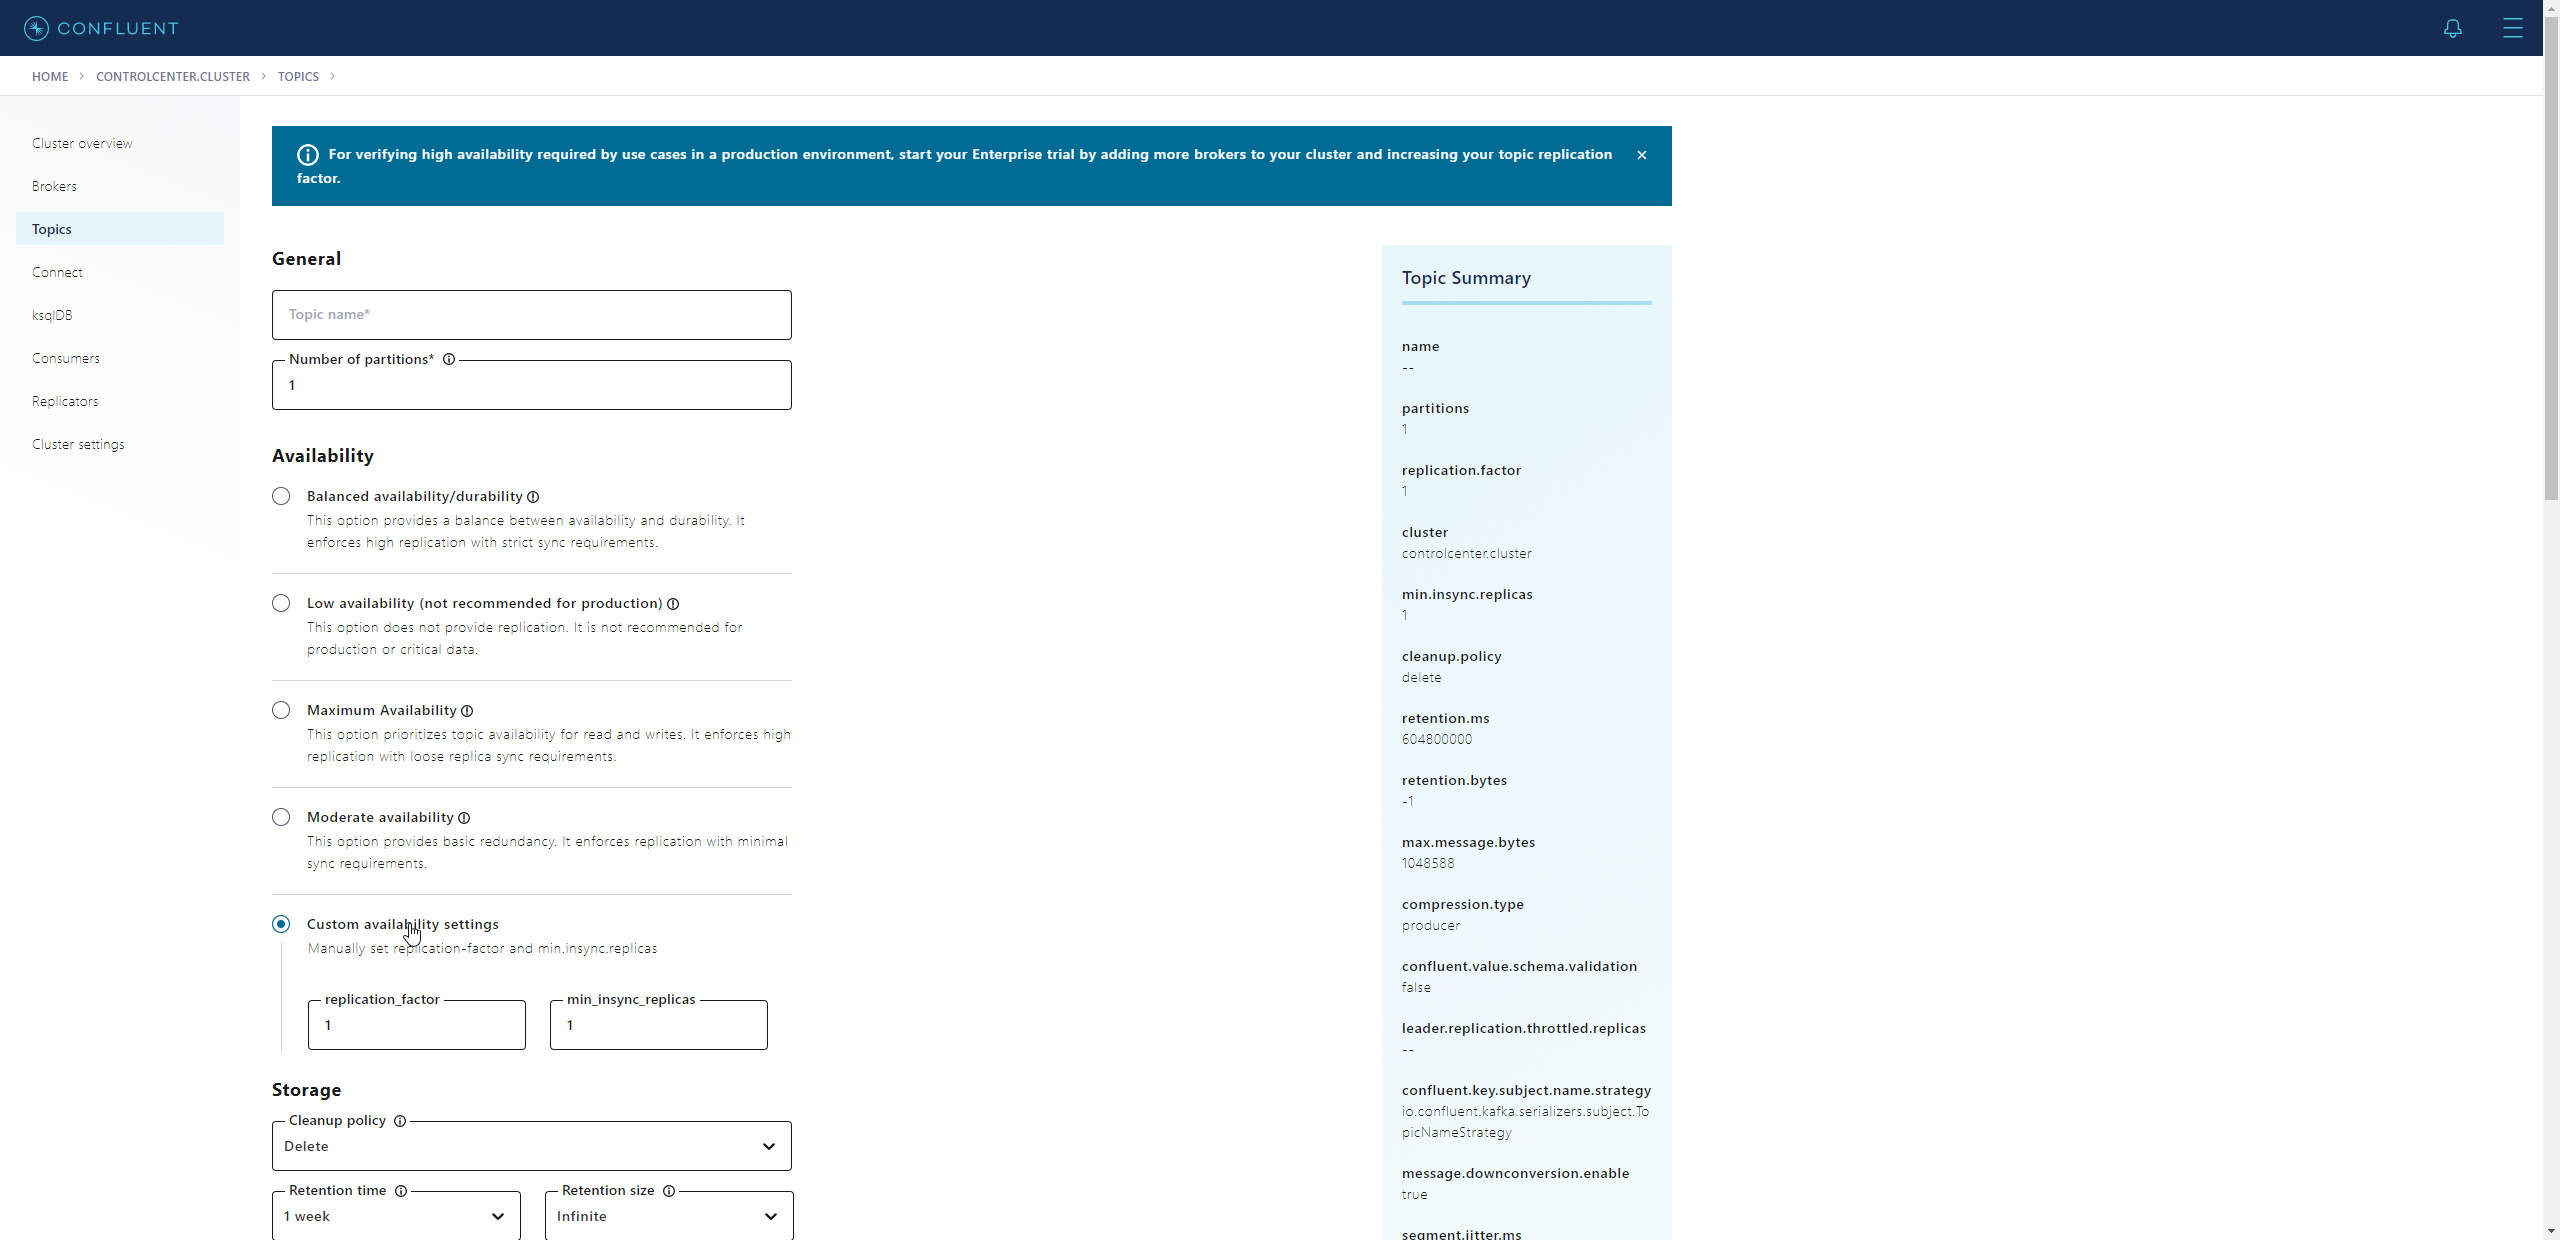 CONFLUENT
HOME > CONTROLCENTER.CLUSTER > TOPICS >
Cluster overview
Brokers
Topics
Connect
ksqlDB
Consumers
Replicators
Cluster settings
For verifying high availability required by use cases in a production environment, start your Enterprise trial by adding more brokers to your cluster and increasing your topic replication
factor.
General
Topic name*
Number of partitions*
1
Availability
Balanced availability/durability
This option provides a balance between availability and durability. It
enforces high replication with strict sync requirements.
Low availability (not recommended for production)
This option does not provide replication. It is not recommended for
production or critical data.
Maximum Availability
This option prioritizes topic availability for read and writes. It enforces high
replication with loose replica sync requirements.
Moderate availability
This option provides basic redundancy. It enforces replication with minimal
sync requirements.
Custom availability settings
Manually set replication-factor and min.insync.replicas
replication_factor
1
min_insync_replicas
1
Storage
Cleanup policy
Delete
Retention time
1 week
Retention size
Infinite
Topic Summary
name
--
partitions
1
replication.factor
1
cluster
controlcenter.cluster
min.insync.replicas
1
cleanup.policy
delete
retention.ms
604800000
retention.bytes
-1
max.message.bytes
1048588
compression.type
producer
confluent.value.schema.validation
false
leader.replication.throttled.replicas
--
confluent.key.subject.name.strategy
io.confluent.kafka.serializers.subject.To
picNameStrategy
message.downconversion.enable
true
segment.jitter.ms